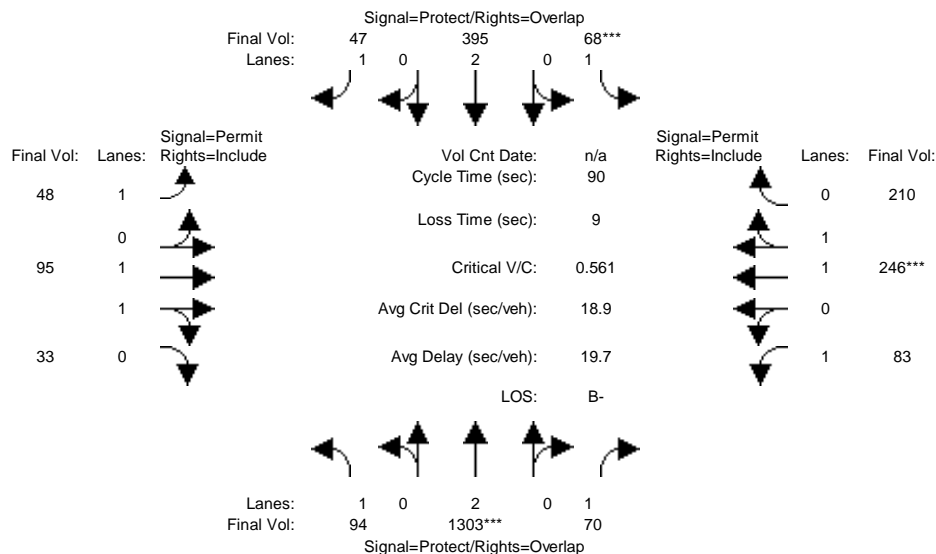 Signal=Protect/Rights=Overlap
Final Vol: 47 395 68***
Lanes: 1 0 2 0 1
Signal=Permit Signal=Permit
Final Vol: Lanes: Rights=Include Vol Cnt Date: n/a Rights=Include Lanes: Final Vol:
Cycle Time (sec): 90
48 1 0 210
Loss Time (sec): 9
0 1
95 1 Critical V/C: 0.561 1 246***
1 Avg Crit Del (sec/veh): 18.9 0
33 0 Avg Delay (sec/veh): 19.7 1 83
LOS: B-
Lanes: 1 0 2 0 1
Final Vol: 94 1303*** 70
Signal=Protect/Rights=Overlap